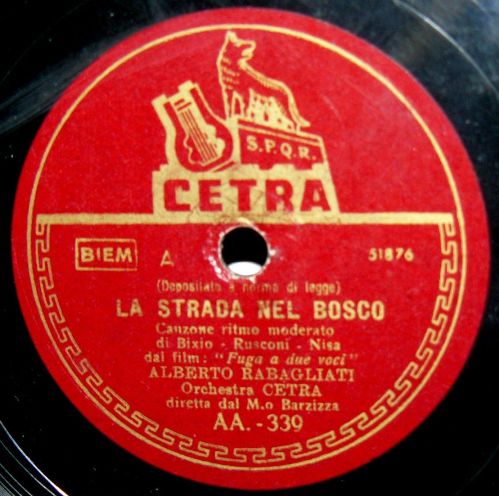 S.P.Q.R.
CETRA
BIEM A 51876
(Depositato a norma di legge)
LA STRADA NEL BOSCO
Canzone ritmo moderato
di Bixio - Rusconi - Nisa
dal film: "Fuga a due voci"
ALBERTO RABAGLIATI
Orchestra CETRA
diretta dal M.o Barzizza
AA. - 339